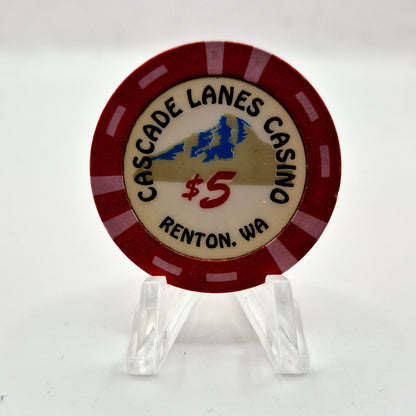 CASCADE LANES CASINO
$5
RENTON, WA